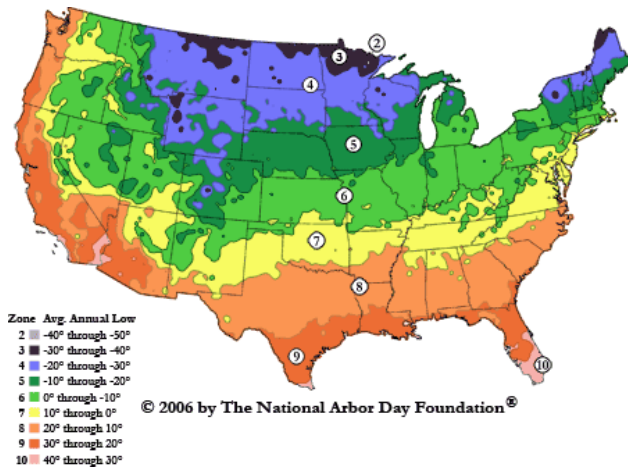 2
3
4
5
6
7
8
9
10
Zone Avg. Annual Low
2 -40° through -50°
3 -30° through -40°
4 -20° through -30°
5 -10° through -20°
6 0° through -10°
7 10° through 0°
8 20° through 10°
9 30° through 20°
10 40° through 30°
© 2006 by The National Arbor Day Foundation®